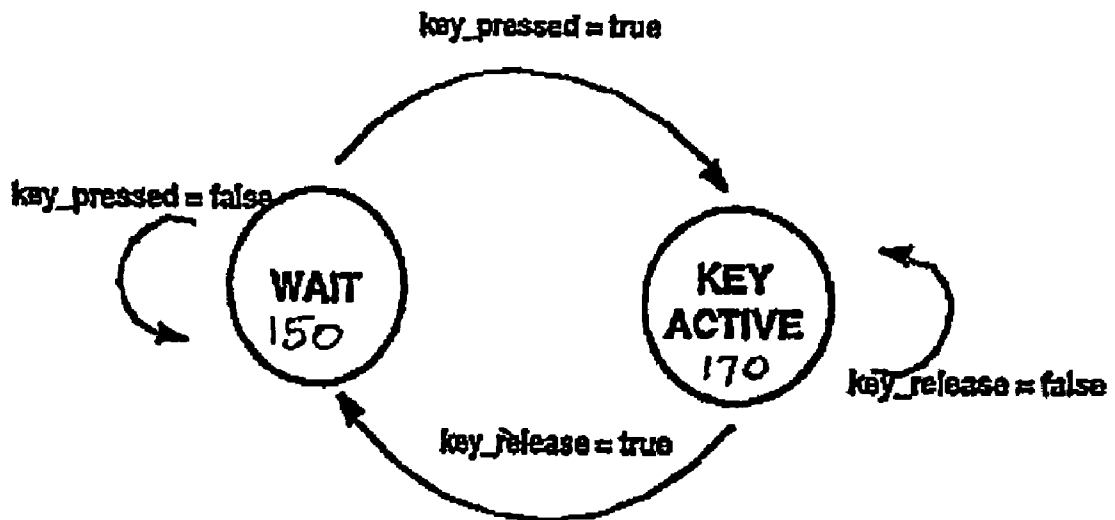 key_pressed = true
key_pressed = false
WAIT
150
KEY
ACTIVE
170
key_release = false
key_release = true